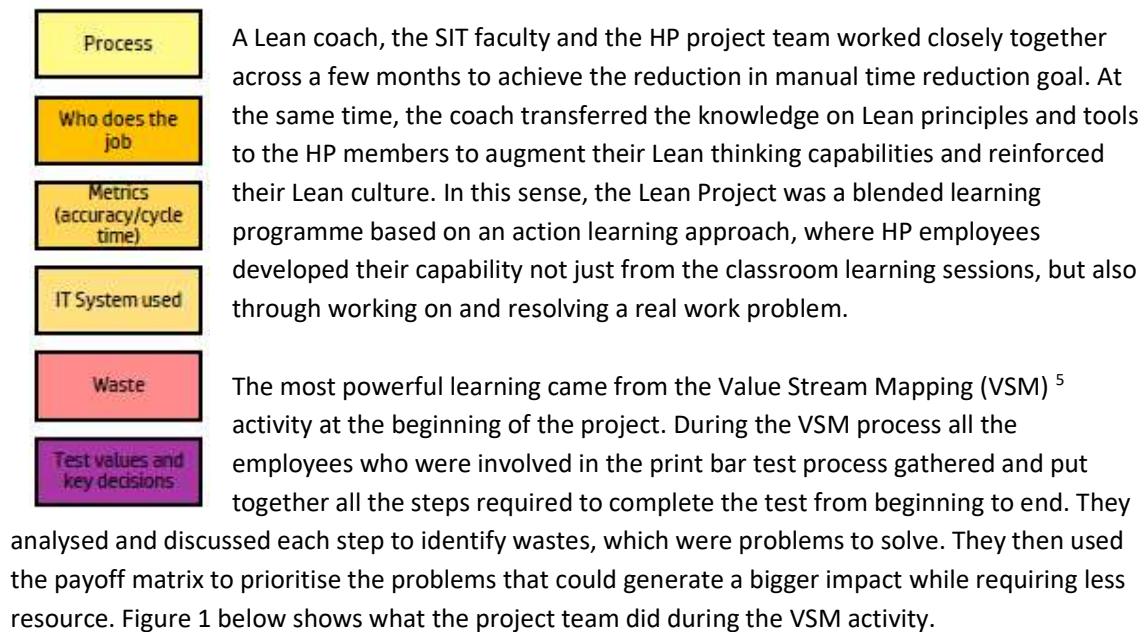 Process
Who does the
job
Metrics
(accuracy/cycle
time)
IT System used
Waste
Test values and
key decisions
A Lean coach, the SIT faculty and the HP project team worked closely together
across a few months to achieve the reduction in manual time reduction goal. At
the same time, the coach transferred the knowledge on Lean principles and tools
to the HP members to augment their Lean thinking capabilities and reinforced
their Lean culture. In this sense, the Lean Project was a blended learning
programme based on an action learning approach, where HP employees
developed their capability not just from the classroom learning sessions, but also
through working on and resolving a real work problem.
The most powerful learning came from the Value Stream Mapping (VSM) 5
activity at the beginning of the project. During the VSM process all the
employees who were involved in the print bar test process gathered and put
together all the steps required to complete the test from beginning to end. They
analysed and discussed each step to identify wastes, which were problems to solve. They then used
the payoff matrix to prioritise the problems that could generate a bigger impact while requiring less
resource. Figure 1 below shows what the project team did during the VSM activity.